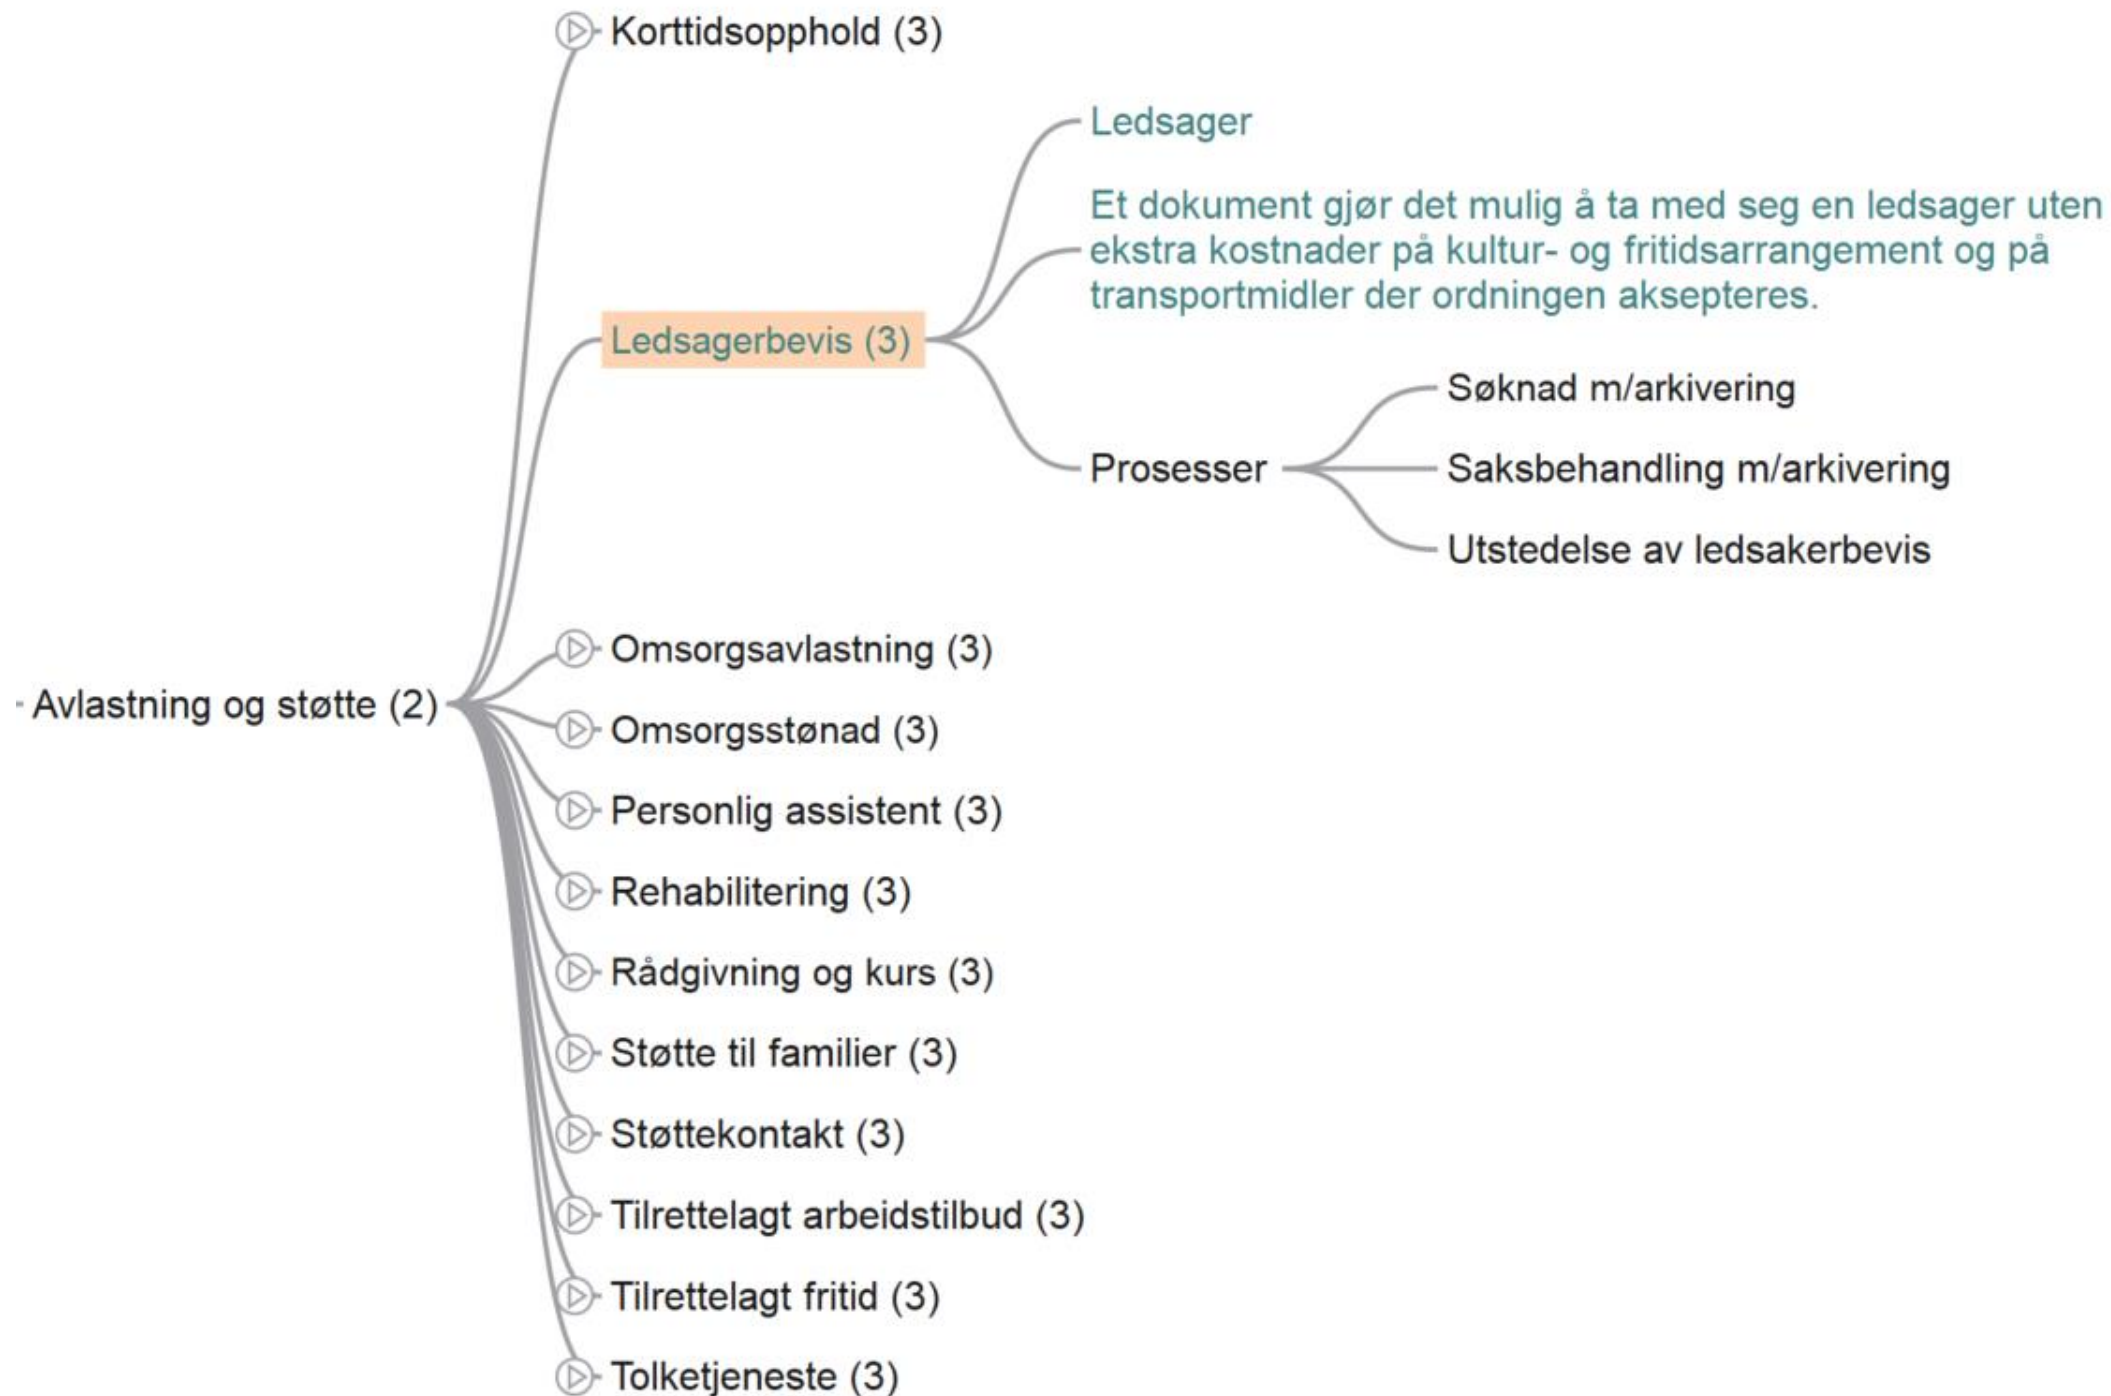 Korttidsopphold (3)
Ledsager
Et dokument gjør det mulig å ta med seg en ledsager uten
ekstra kostnader på kultur- og fritidsarrangement og på
transportmidler der ordningen aksepteres.
Ledsagerbevis (3)
Søknad m/arkivering
Prosesser
Saksbehandling m/arkivering
Utstedelse av ledsakerbevis
Omsorgsavlastning (3)
Avlastning og støtte (2)
Omsorgsstønad (3)
Personlig assistent (3)
Rehabilitering (3)
Rådgivning og kurs (3)
Støtte til familier (3)
Støttekontakt (3)
Tilrettelagt arbeidstilbud (3)
Tilrettelagt fritid (3)
Tolketjeneste (3)